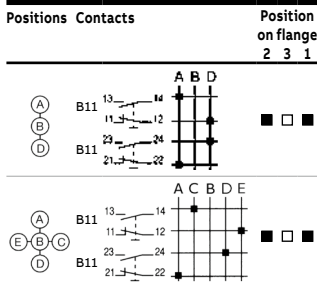 Positions Contacts Position
on flange
2 3 1
A B D
13 14
A B11
11 12
B
23 24
D B11
21 22
A C B D E
13 14
A B11
11 12
E B C
23 24
D B11
21 22